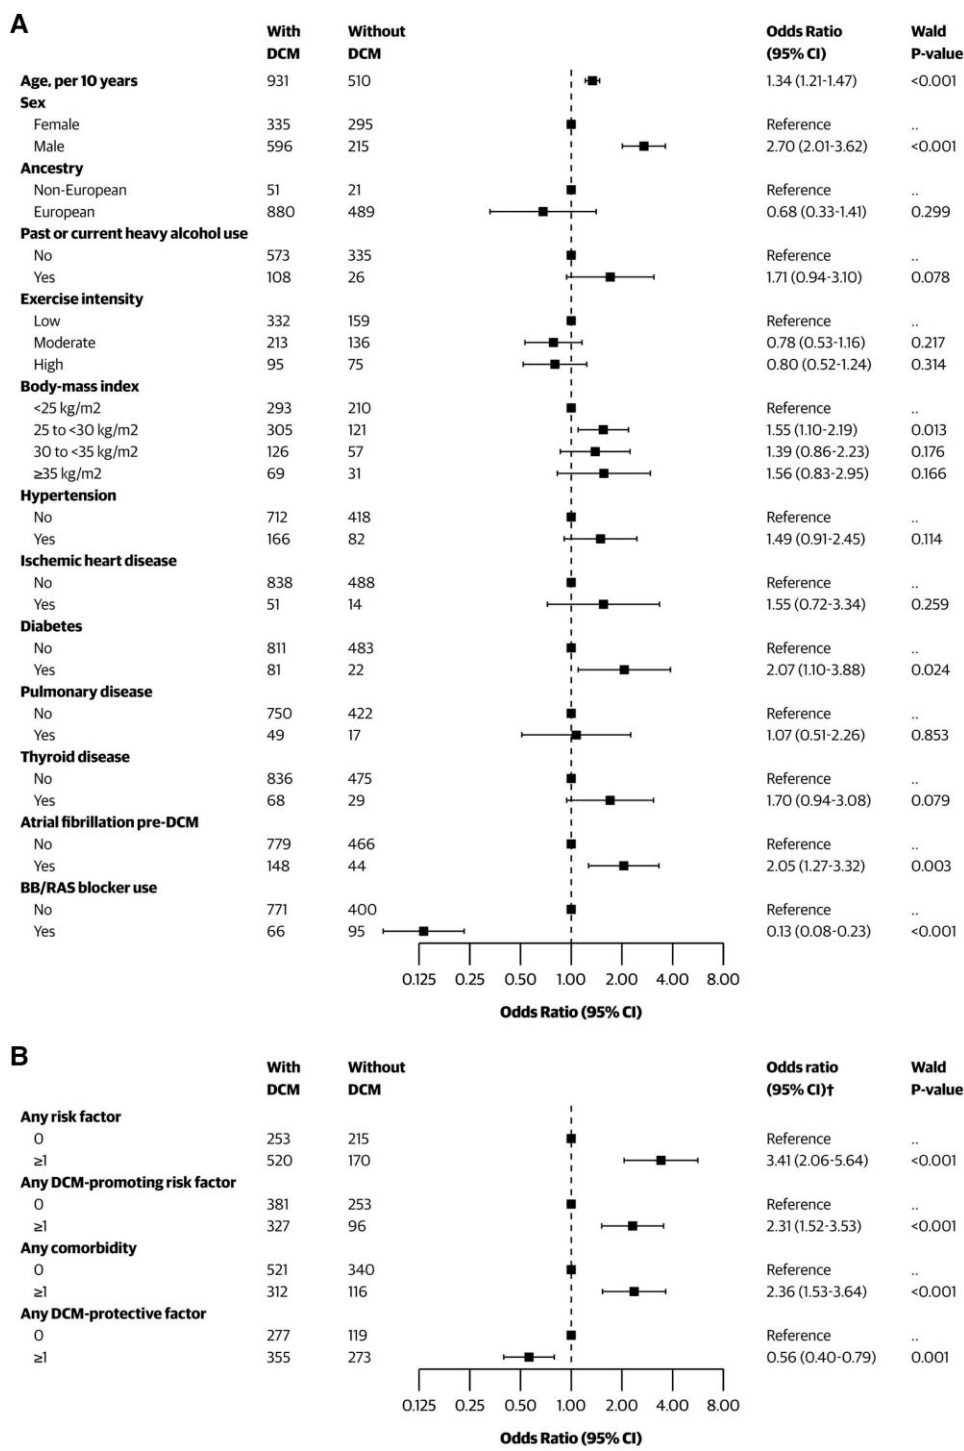 A
With Without Odds Ratio Wald
DCM DCM (95% CI) P-value
Age, per 10 years 931 510 1.34 (1.21-1.47) <0.001
Sex
Female 335 295 Reference ..
Male 596 215 2.70 (2.01-3.62) <0.001
Ancestry
Non-European 51 21 Reference ..
European 880 489 0.68 (0.33-1.41) 0.299
Past or current heavy alcohol use
No 573 335 Reference ..
Yes 108 26 1.71 (0.94-3.10) 0.078
Exercise intensity
Low 332 159 Reference ..
Moderate 213 136 0.78 (0.53-1.16) 0.217
High 95 75 0.80 (0.52-1.24) 0.314
Body-mass index
<25 kg/m2 293 210 Reference ..
25 to <30 kg/m2 305 121 1.55 (1.10-2.19) 0.013
30 to <35 kg/m2 126 57 1.39 (0.86-2.23) 0.176
≥35 kg/m2 69 31 1.56 (0.83-2.95) 0.166
Hypertension
No 712 418 Reference ..
Yes 166 82 1.49 (0.91-2.45) 0.114
Ischemic heart disease
No 838 488 Reference ..
Yes 51 14 1.55 (0.72-3.34) 0.259
Diabetes
No 811 483 Reference ..
Yes 81 22 2.07 (1.10-3.88) 0.024
Pulmonary disease
No 750 422 Reference ..
Yes 49 17 1.07 (0.51-2.26) 0.853
Thyroid disease
No 836 475 Reference ..
Yes 68 29 1.70 (0.94-3.08) 0.079
Atrial fibrillation pre-DCM
No 779 466 Reference ..
Yes 148 44 2.05 (1.27-3.32) 0.003
BB/RAS blocker use
No 771 400 Reference ..
Yes 66 95 0.13 (0.08-0.23) <0.001
0.125 0.25 0.50 1.00 2.00 4.00 8.00
Odds Ratio (95% CI)
B
With Without Odds ratio Wald
DCM DCM (95% CI)† P-value
Any risk factor
0 253 215 Reference ..
≥1 520 170 3.41 (2.06-5.64) <0.001
Any DCM-promoting risk factor
0 381 253 Reference ..
≥1 327 96 2.31 (1.52-3.53) <0.001
Any comorbidity
0 521 340 Reference ..
≥1 312 116 2.36 (1.53-3.64) <0.001
Any DCM-protective factor
0 277 119 Reference ..
≥1 355 273 0.56 (0.40-0.79) 0.001
0.125 0.25 0.50 1.00 2.00 4.00 8.00
Odds Ratio (95% CI)